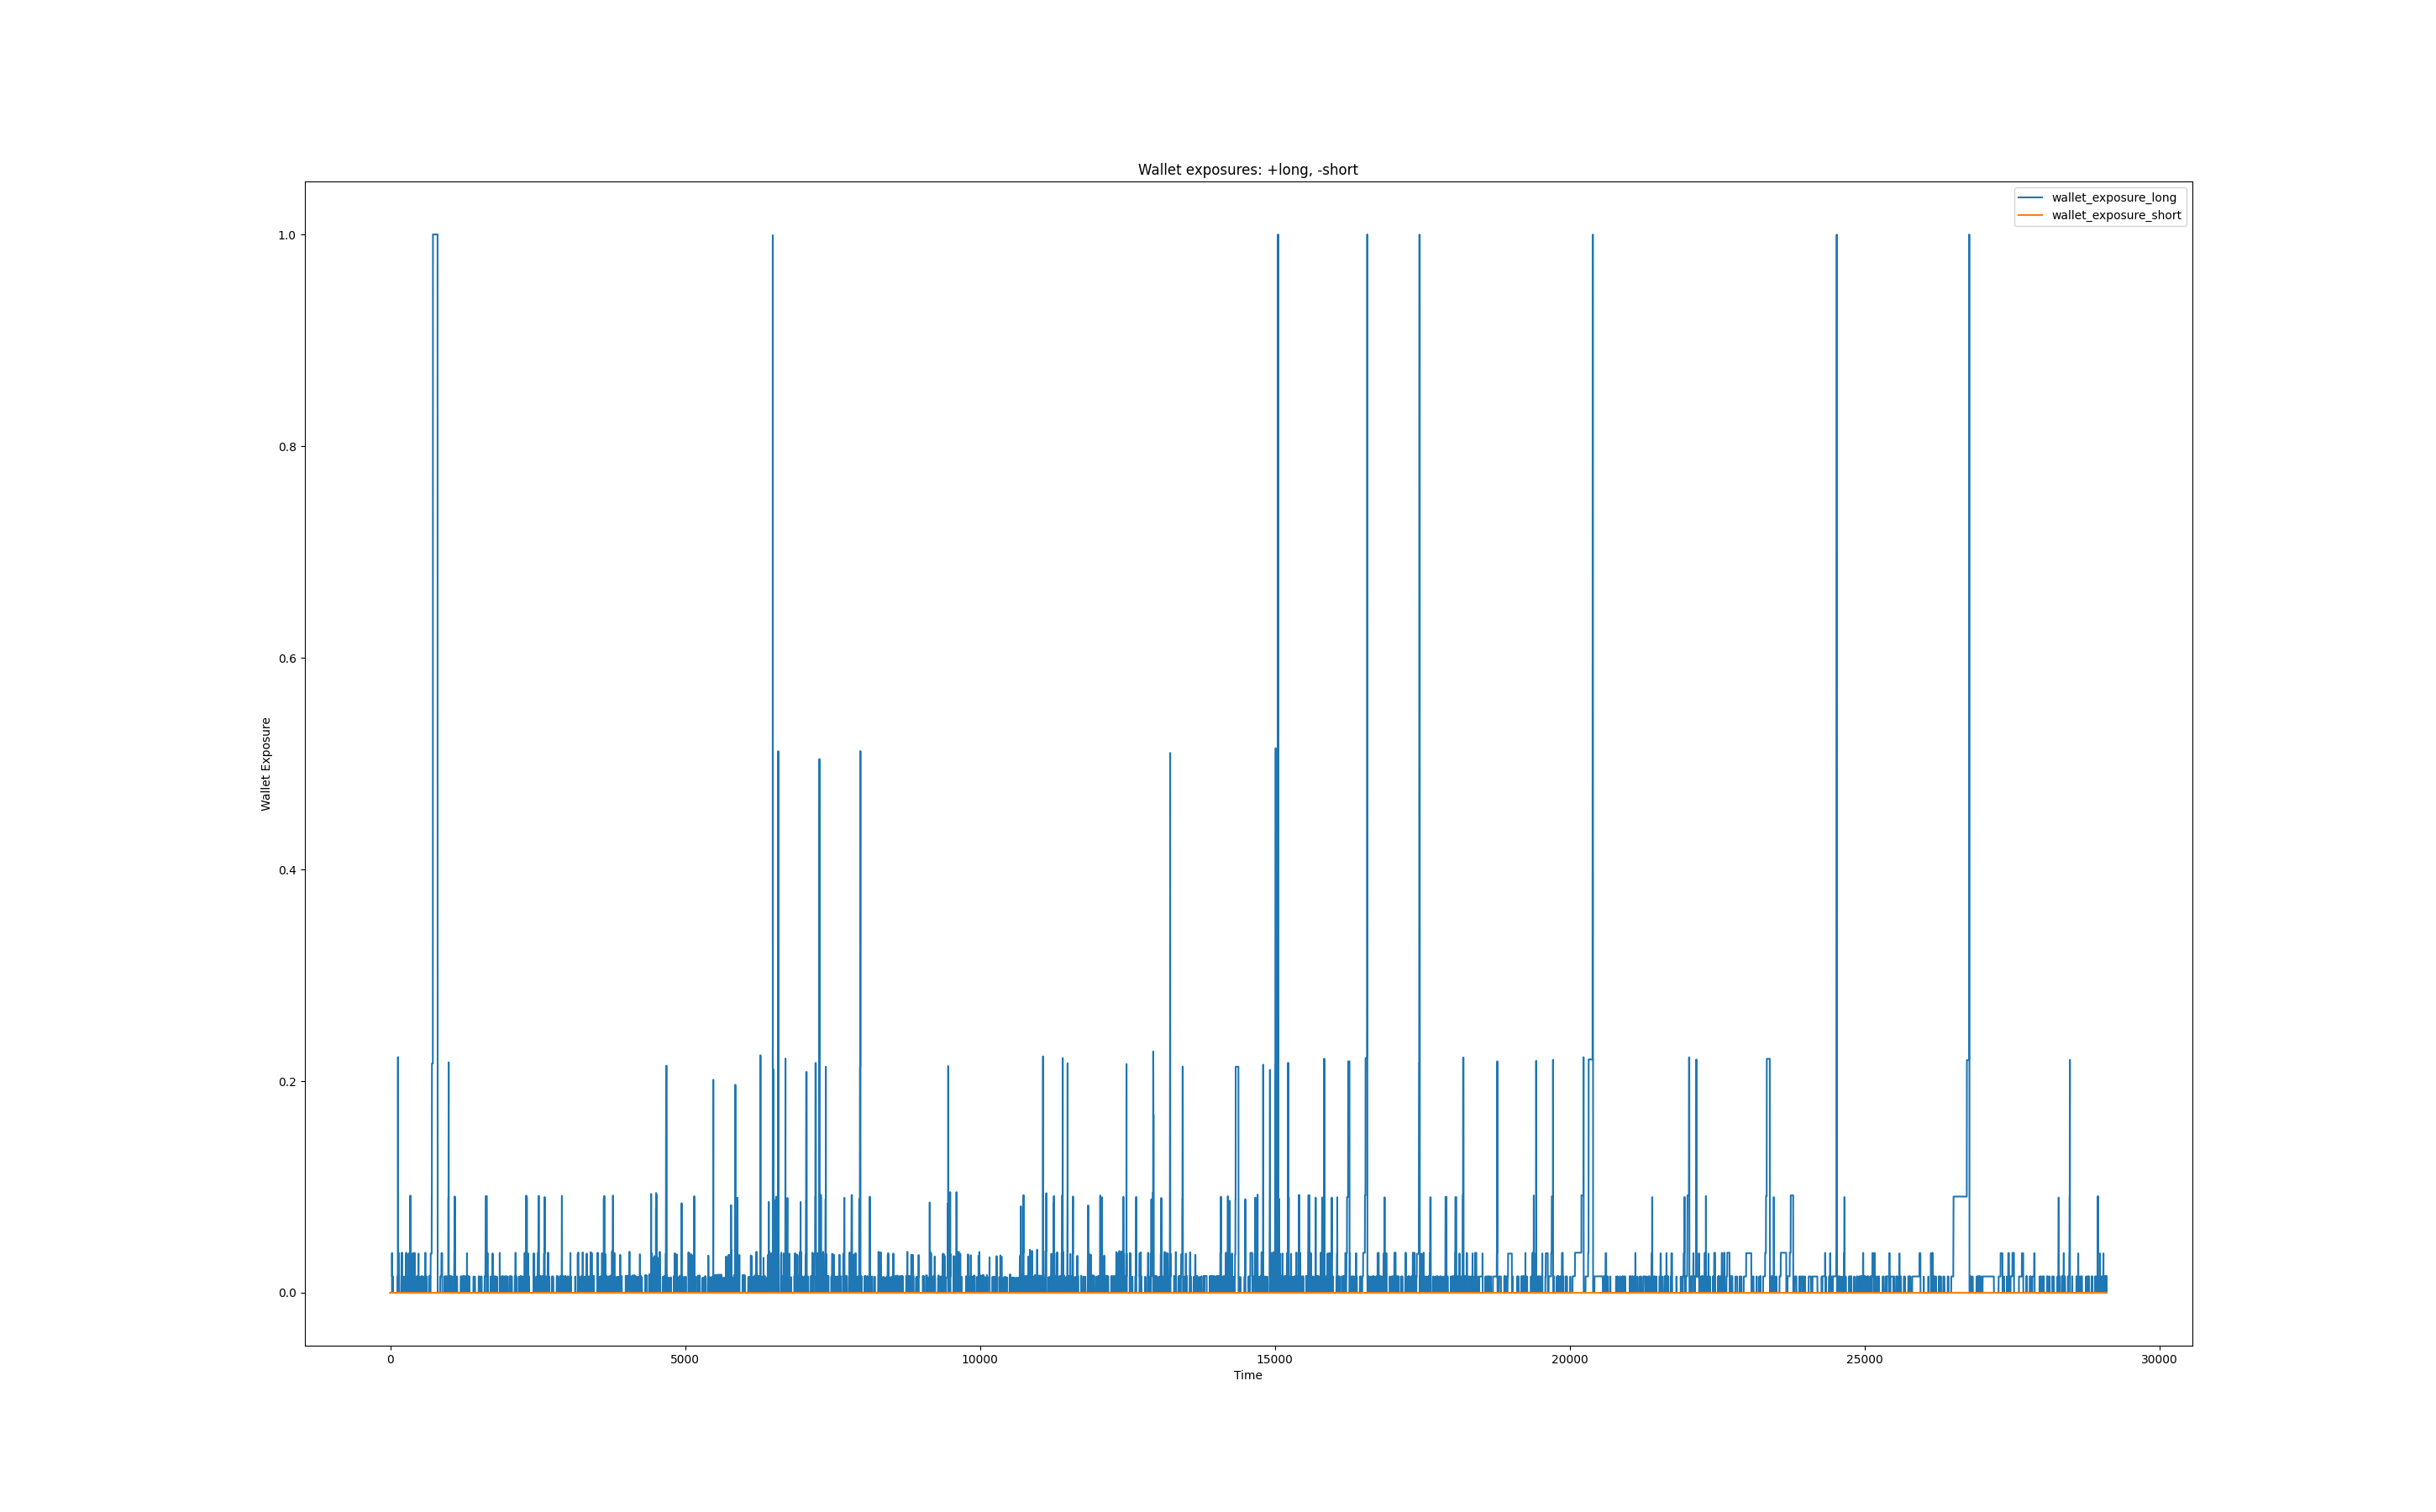 Wallet exposures: +long, -short
wallet_exposure_long
wallet_exposure_short
1.0
0.8
0.6
0.4
0.2
0.0
Wallet Exposure
0 5000 10000 15000 20000 25000 30000
Time